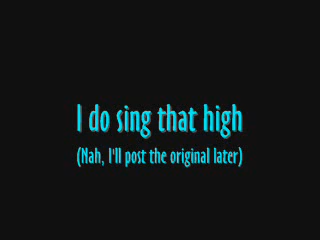 I do sing that high
(Nah, I'll post the original later)